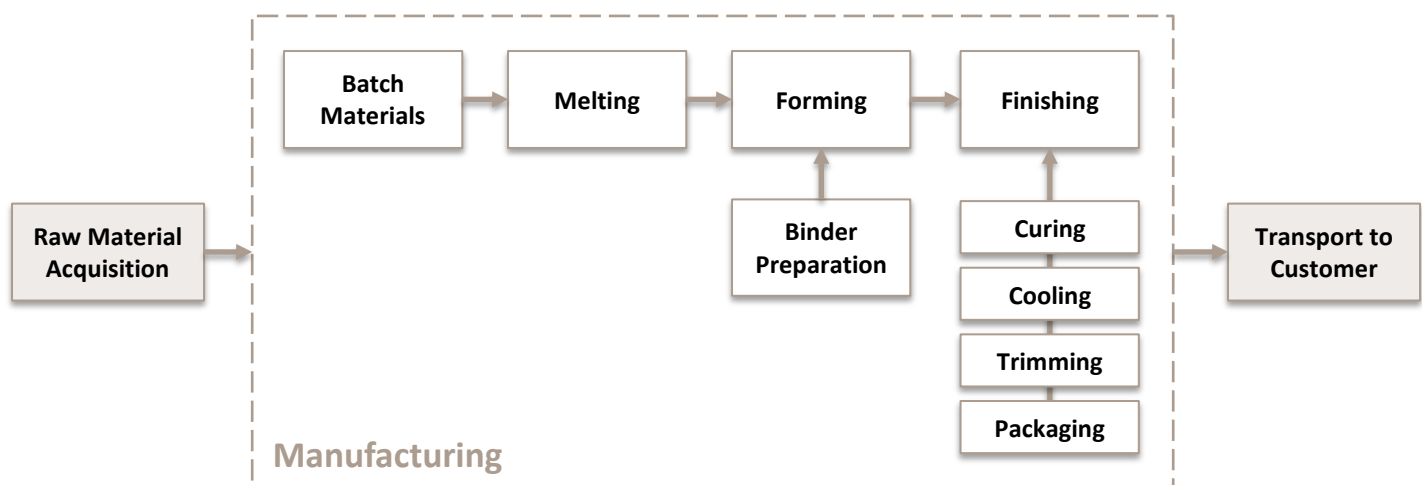 Raw Material
Acquisition
Batch
Materials
Melting
Forming
Finishing
Binder
Preparation
Curing
Cooling
Trimming
Packaging
Manufacturing
Transport to
Customer